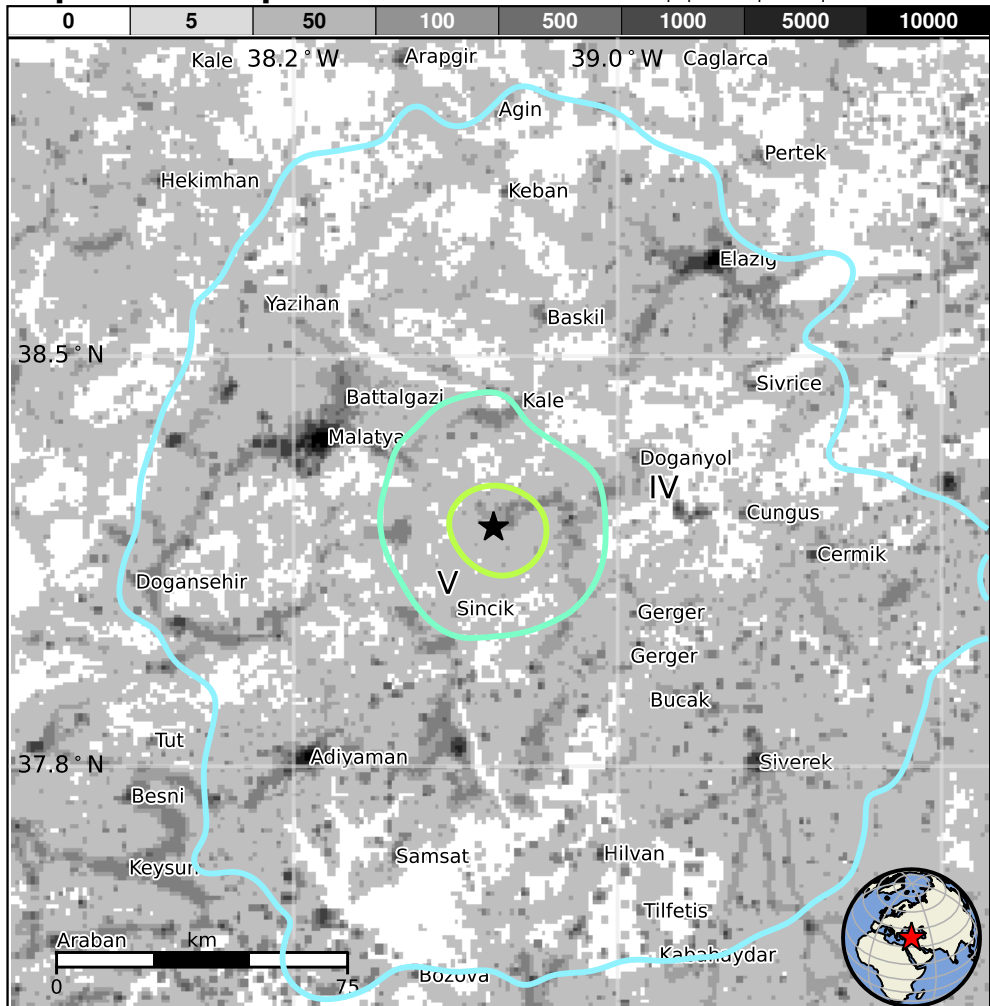 0 5 50 100 500 1000 5000 10000
Kale 38.2°W Arapgir 39.0°W Caglarca
Agin
Pertek
Hekimhan
Keban
Elazig
Yazihan
Baskil
38.5°N
Sivrice
Battalgazi
Kale
Malatya
Doganyol
IV
Cungus
Cermik
Dogansehir
V
Sincik
Gerger
Gerger
Bucak
Tut
Adiyaman
37.8°N
Siverek
Besni
Samsat
Hilvan
Keysun
Tilfetis
Araban
km
Kabahaydar
Bozova
0 75